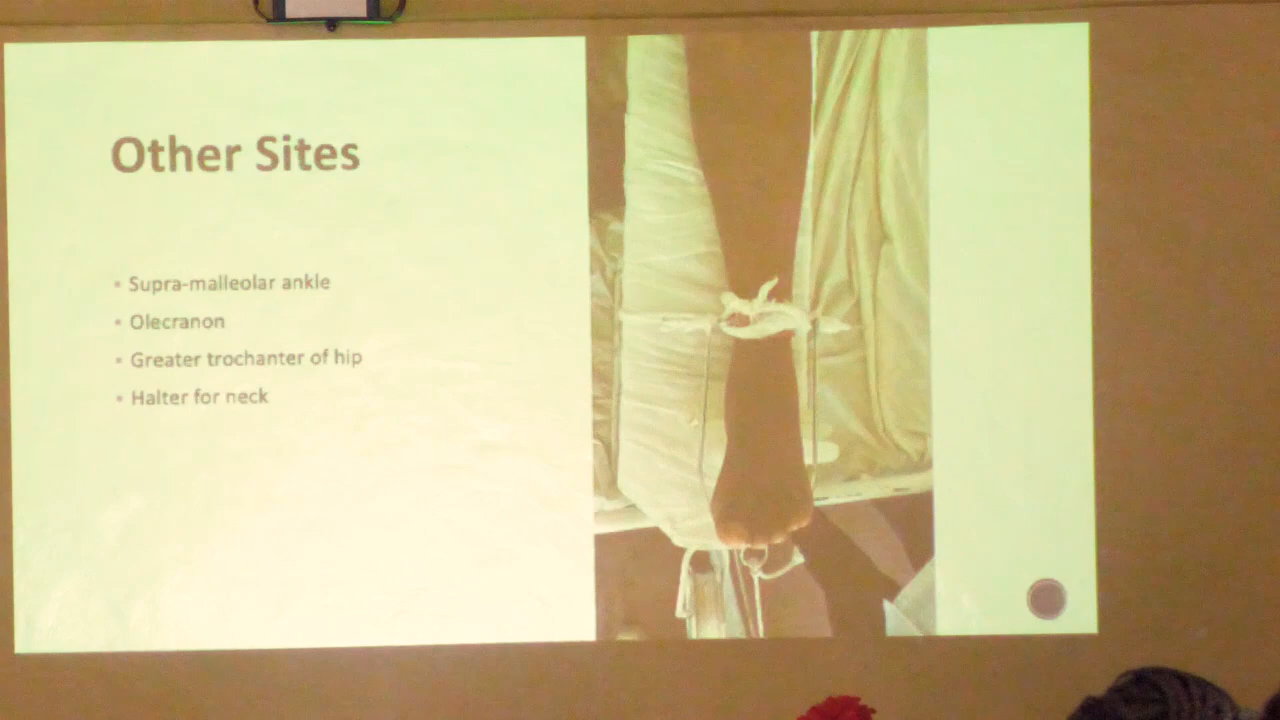 Other Sites
Supra-malleolar ankle
Olecranon
Greater trochanter of hip
Halter for neck